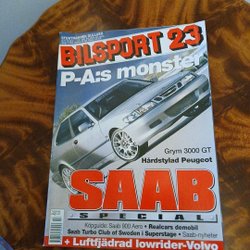 BILSPORT 23
P-A:s monster
Grym 3000 GT
Hårdstylad Peugeot
SAAB
SPECIAL
Köpguide: Saab 900 Aero • Realcars demobil
Saab Turbo Club of Sweden i Superstage • Saab-nyheter
+ Luftfjädrad lowrider-Volvo